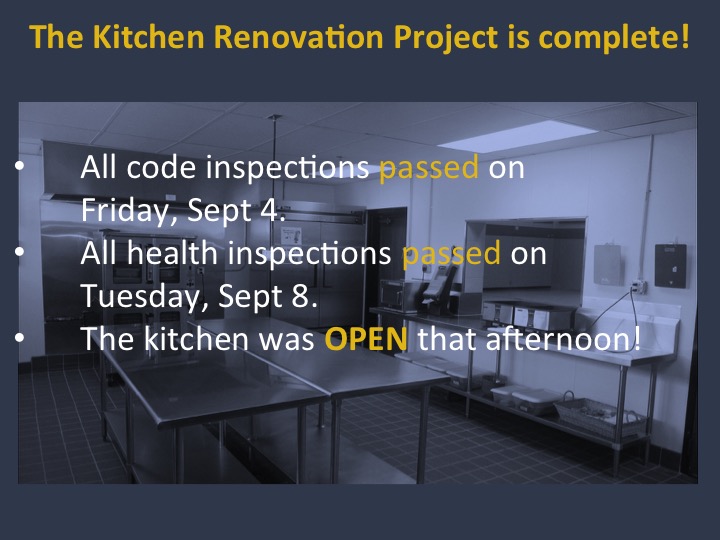 The Kitchen Renovation Project is complete!
• All code inspections passed on
Friday, Sept 4.
• All health inspections passed on
Tuesday, Sept 8.
• The kitchen was OPEN that afternoon!